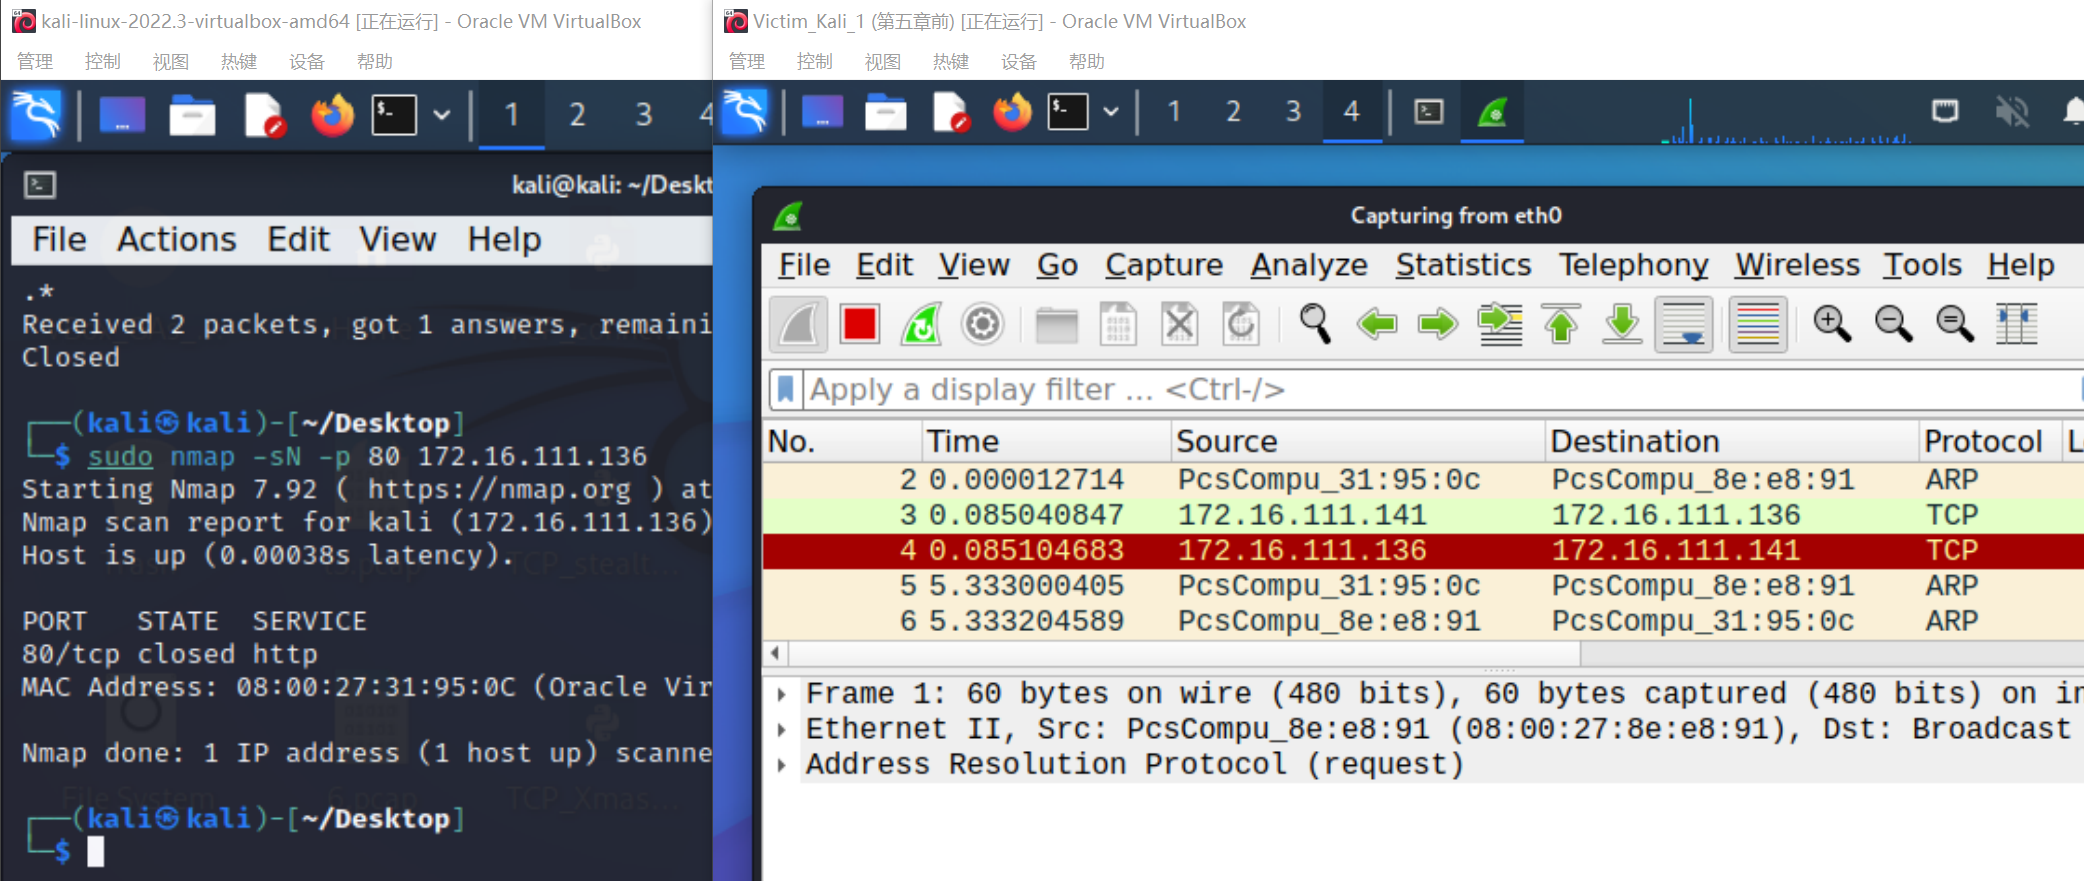 kali-linux-2022.3-virtualbox-amd64 [正在运行] - Oracle VM VirtualBox
管理 控制 视图 热键 设备 帮助
1 2 3 4
kali@kali: ~/Deskt
File Actions Edit View Help
.*
Received 2 packets, got 1 answers, remaini
Closed
(kali㉿kali)-[~/Desktop]
$ sudo nmap -sN -p 80 172.16.111.136
Starting Nmap 7.92 ( https://nmap.org ) at
Nmap scan report for kali (172.16.111.136)
Host is up (0.00038s latency).
PORT STATE SERVICE
80/tcp closed http
MAC Address: 08:00:27:31:95:0C (Oracle Vir
Nmap done: 1 IP address (1 host up) scanne
File System 6.pcap TCP_Xmas...
(kali㉿kali)-[~/Desktop]
$
Victim_Kali_1 (第五章前) [正在运行] - Oracle VM VirtualBox
管理 控制 视图 热键 设备 帮助
1 2 3 4
Capturing from eth0
File Edit View Go Capture Analyze Statistics Telephony Wireless Tools Help
Apply a display filter ... <Ctrl-/>
No. Time Source Destination Protocol L
2 0.000012714 PcsCompu_31:95:0c PcsCompu_8e:e8:91 ARP
3 0.085040847 172.16.111.141 172.16.111.136 TCP
4 0.085104683 172.16.111.136 172.16.111.141 TCP
5 5.333000405 PcsCompu_31:95:0c PcsCompu_8e:e8:91 ARP
6 5.333204589 PcsCompu_8e:e8:91 PcsCompu_31:95:0c ARP
Frame 1: 60 bytes on wire (480 bits), 60 bytes captured (480 bits) on in
Ethernet II, Src: PcsCompu_8e:e8:91 (08:00:27:8e:e8:91), Dst: Broadcast
Address Resolution Protocol (request)